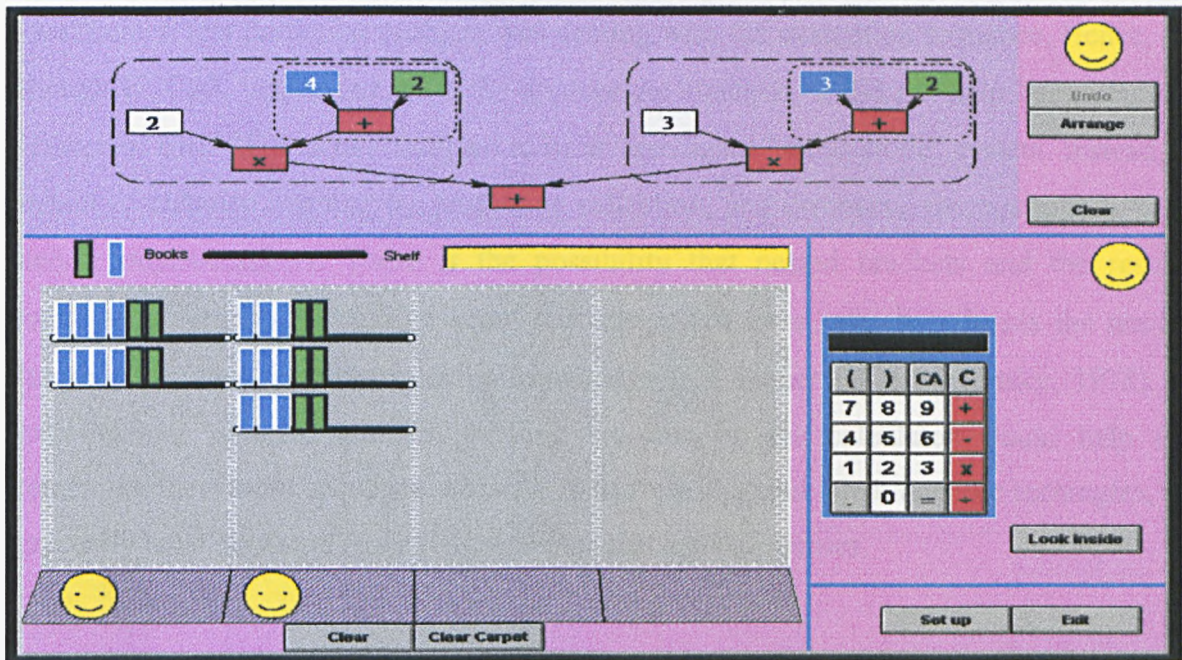 4 2 3 2
Undo
2 + 3 + Arrange
× ×
+
Clear
Books Shelf
( ) CA C
7 8 9 +
4 5 6 -
1 2 3 x
. 0 = ÷
Look inside
Set up Exit
Clear Clear Carpet